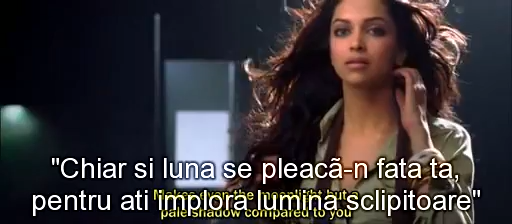 "Chiar si luna se pleacã-n fata ta,
pentru ati implora lumina sclipitoare"
Makes even the moonlight but a
pale shadow compared to you